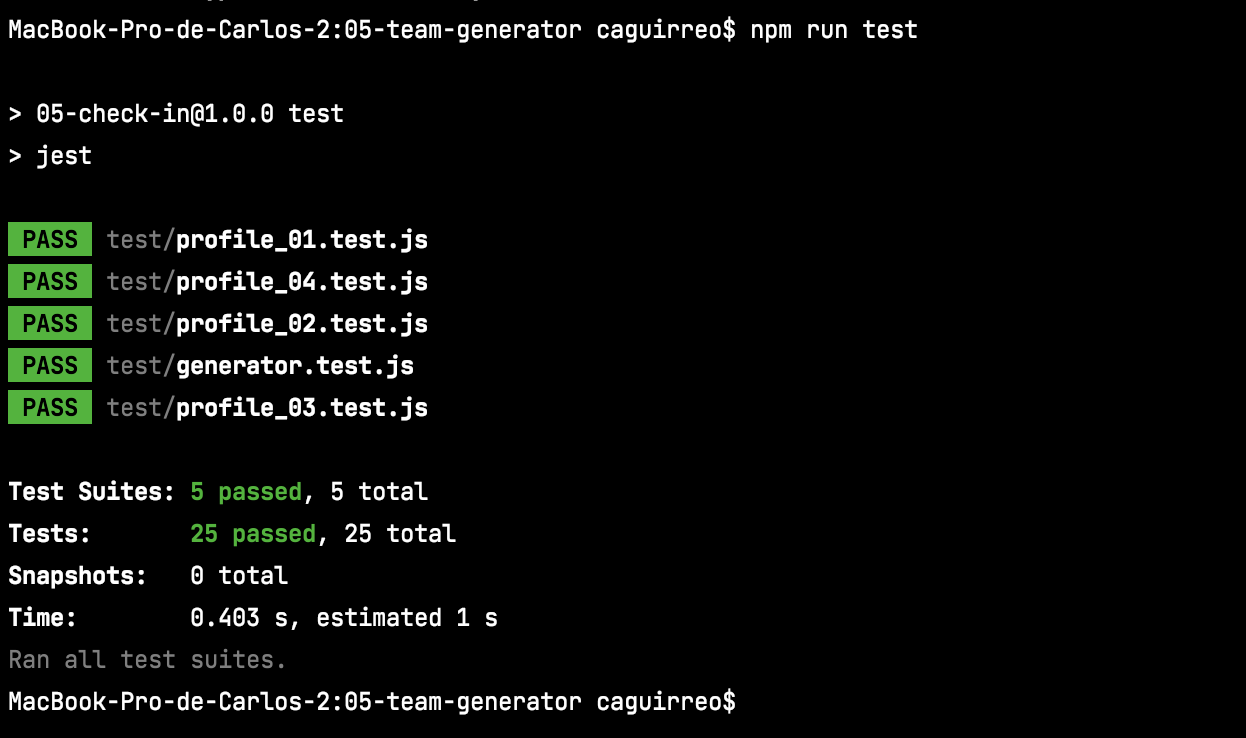 MacBook-Pro-de-Carlos-2:05-team-generator caguirreo$ npm run test
> 05-check-in@1.0.0 test
> jest
PASS test/profile_01.test.js
PASS test/profile_04.test.js
PASS test/profile_02.test.js
PASS test/generator.test.js
PASS test/profile_03.test.js
Test Suites: 5 passed, 5 total
Tests: 25 passed, 25 total
Snapshots: 0 total
Time: 0.403 s, estimated 1 s
Ran all test suites.
MacBook-Pro-de-Carlos-2:05-team-generator caguirreo$